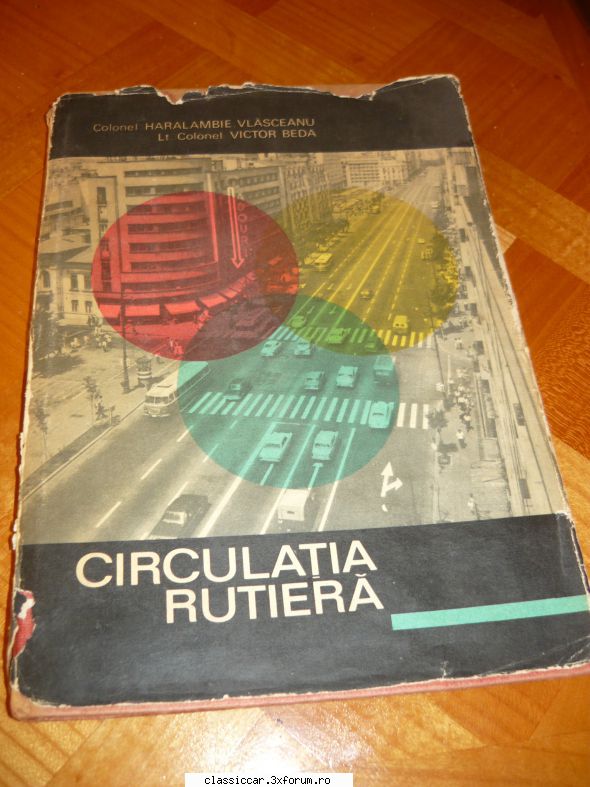 Colonel HARALAMBIE VLĂSCEANU
Lt Colonel VICTOR BEDA
CIRCULAȚIA
RUTIERĂ
classiccar.3xforum.ro